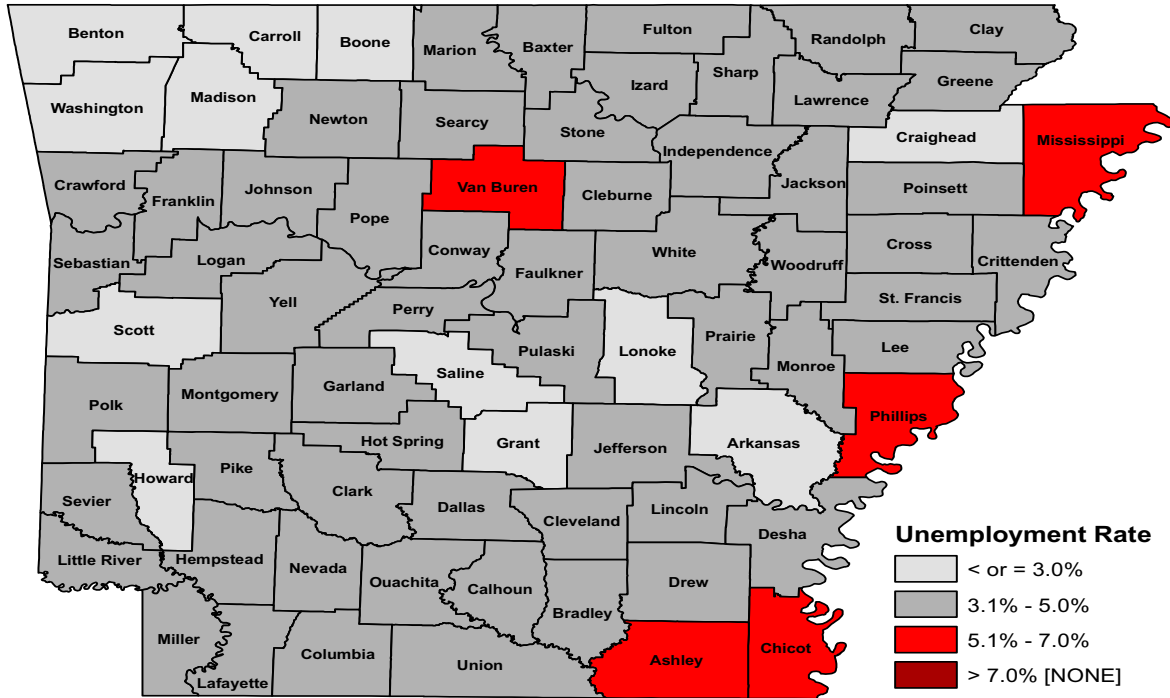 Benton
Carroll
Boone
Marion
Baxter
Fulton
Randolph
Clay
Sharp
Izard
Greene
Washington
Madison
Newton
Searcy
Stone
Lawrence
Independence
Craighead
Mississippi
Crawford
Franklin
Johnson
Pope
Van Buren
Cleburne
Jackson
Poinsett
Sebastian
Logan
Conway
Faulkner
White
Woodruff
Cross
Crittenden
Yell
Perry
St. Francis
Scott
Saline
Pulaski
Lonoke
Prairie
Monroe
Lee
Polk
Montgomery
Garland
Phillips
Hot Spring
Grant
Jefferson
Arkansas
Howard
Pike
Clark
Sevier
Dallas
Cleveland
Lincoln
Desha
Little River
Hempstead
Nevada
Ouachita
Calhoun
Bradley
Drew
Miller
Lafayette
Columbia
Union
Ashley
Chicot
Unemployment Rate
< or = 3.0%
3.1% - 5.0%
5.1% - 7.0%
> 7.0% [NONE]